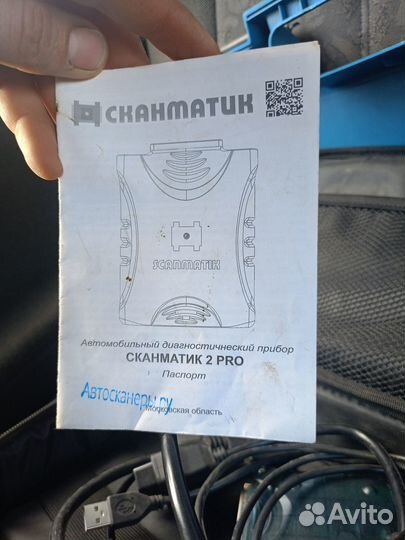 СКАНМАТИК
SCANMATIK
Автомобильный диагностический прибор
СКАНМАТИК 2 PRO
Паспорт
Автосканеры.ру
Московская область
Avito